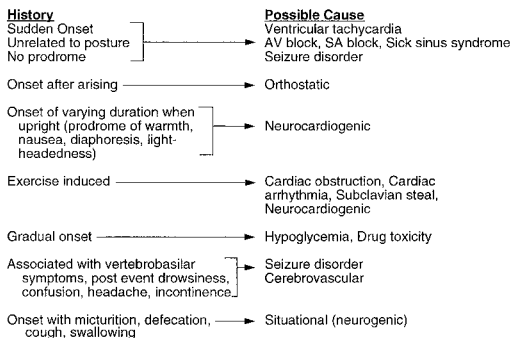 History Possible Cause
Sudden Onset Ventricular tachycardia
Unrelated to posture AV block, SA block, Sick sinus syndrome
No prodrome Seizure disorder
Onset after arising Orthostatic
Onset of varying duration when
upright (prodrome of warmth, Neurocardiogenic
nausea, diaphoresis, light-
headedness)
Exercise induced Cardiac obstruction, Cardiac
arrhythmia, Subclavian steal,
Neurocardiogenic
Gradual onset Hypoglycemia, Drug toxicity
Associated with vertebrobasilar Seizure disorder
symptoms, post event drowsiness, Cerebrovascular
confusion, headache, incontinence
Onset with micturition, defecation, Situational (neurogenic)
cough, swallowing